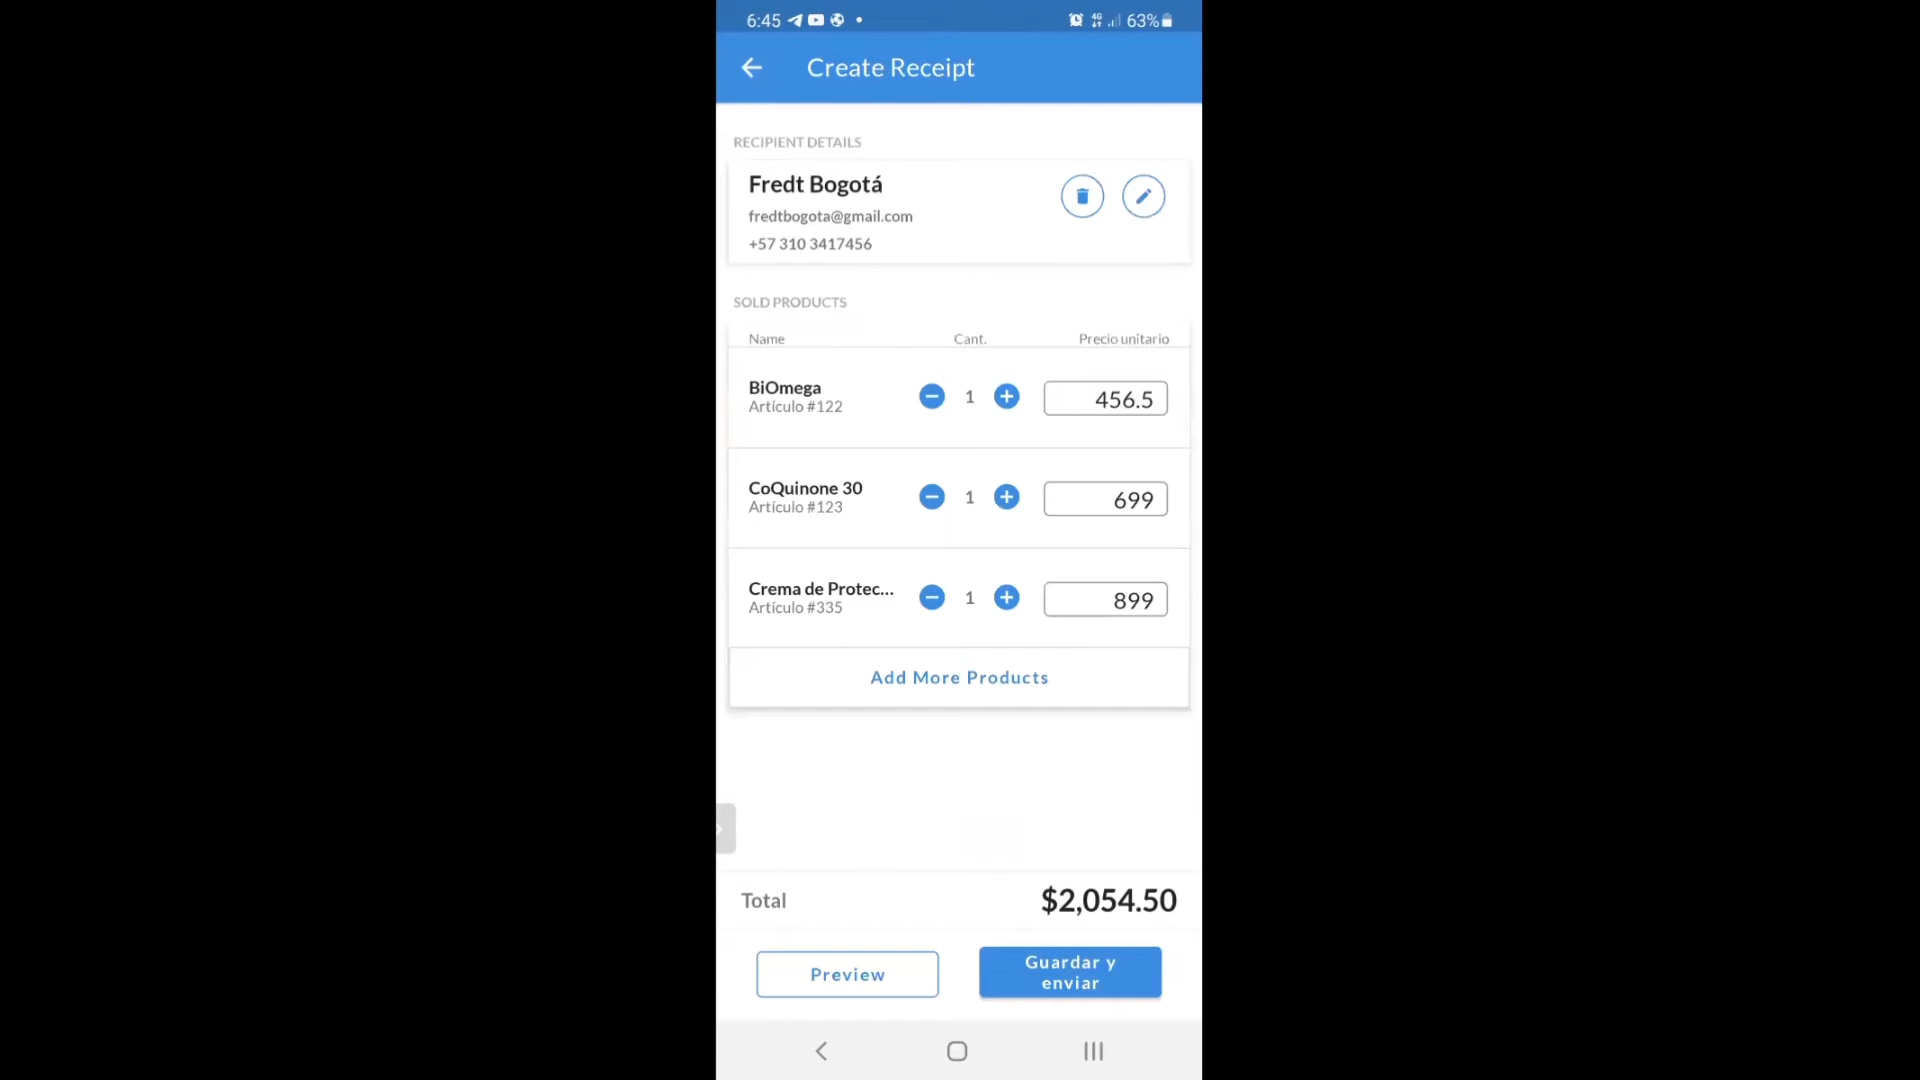 6:45 63%
Create Receipt
RECIPIENT DETAILS
Fredt Bogotá
fredtbogota@gmail.com
+57 310 3417456
SOLD PRODUCTS
Name Cant. Precio unitario
BiOmega
Artículo #122
1 456.5
CoQuinone 30
Artículo #123
1 699
Crema de Protec...
Artículo #335
1 899
Add More Products
Total $2,054.50
Preview
Guardar y
enviar